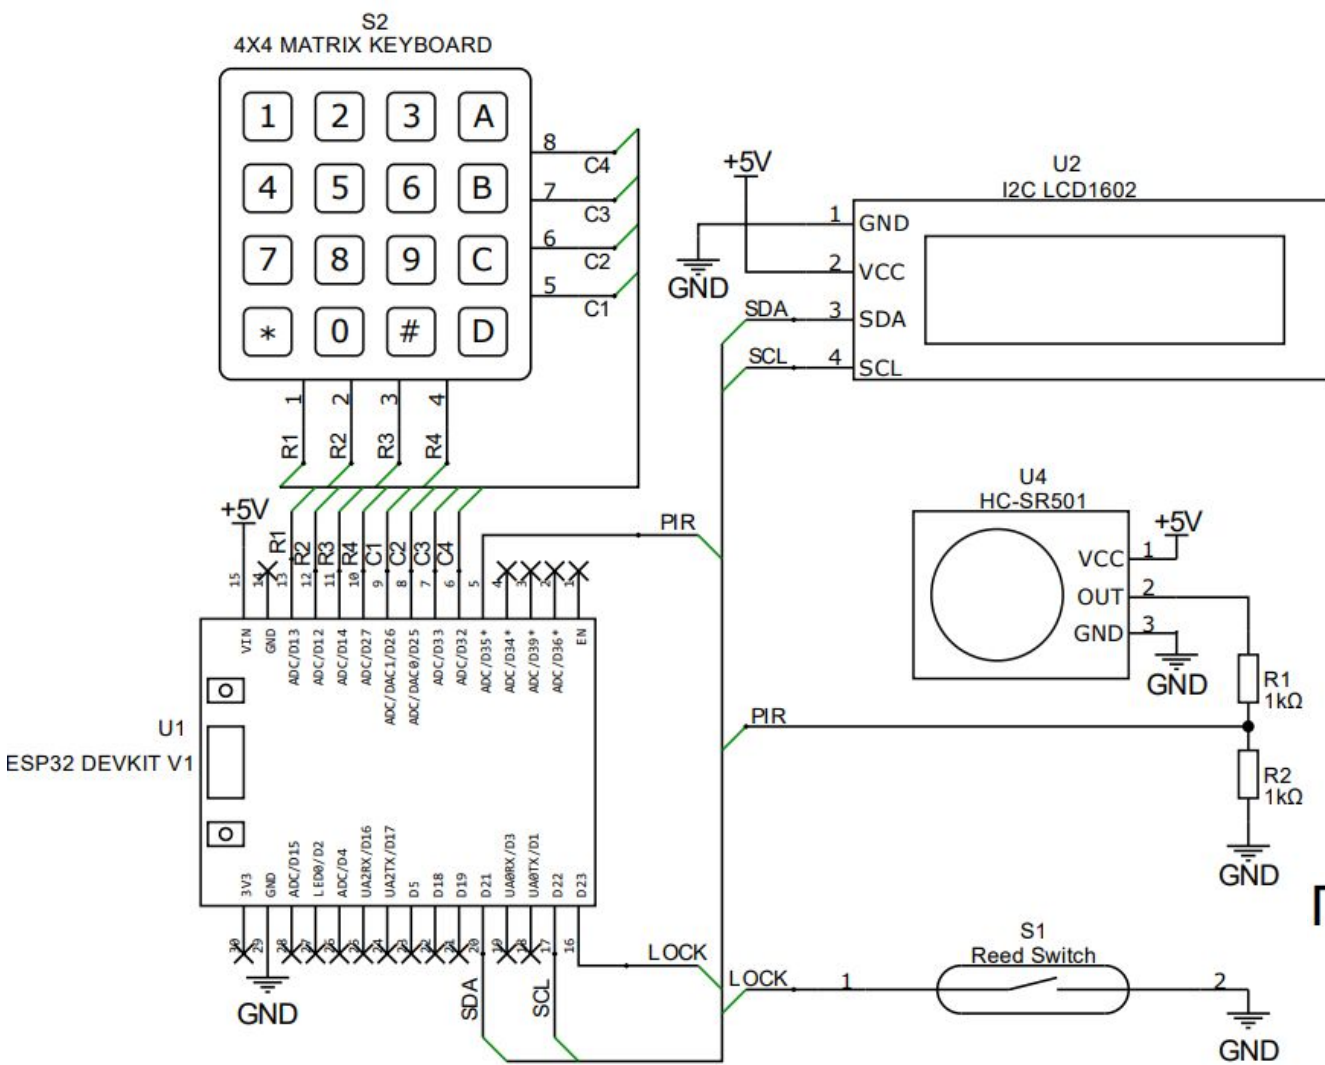 S2
4X4 MATRIX KEYBOARD
1 2 3 A
4 5 6 B
7 8 9 C
* 0 # D
8 C4
7 C3
6 C2
5 C1
1 2 3 4
R1 R2 R3 R4
+5V
U2
I2C LCD1602
1 GND
2 VCC
SDA 3 SDA
SCL 4 SCL
GND
U4
HC-SR501
+5V
VCC 1
OUT 2
GND 3
GND
R1
1kΩ
PIR
R2
1kΩ
GND
+5V
R1 R2 R3 R4 C1 C2 C3 C4
PIR
15 14 13 12 11 10 9 8 7 6 5 4 3 2 1
VIN
GND
ADC/D13
ADC/D12
ADC/D14
ADC/D27
ADC/DAC1/D26
ADC/DAC0/D25
ADC/D33
ADC/D32
ADC/D35*
ADC/D34*
ADC/D39*
ADC/D36*
EN
U1
ESP32 DEVKIT V1
3V3
GND
ADC/D15
LED0/D2
ADC/D4
UA2RX/D16
UA2TX/D17
D5
D18
D19
D21
UA0RX/D3
UA0TX/D1
D22
D23
30 29 28 27 26 25 24 23 22 21 20 19 18 17 16
GND
SDA
SCL
LOCK
S1
Reed Switch
LOCK 1
2
GND